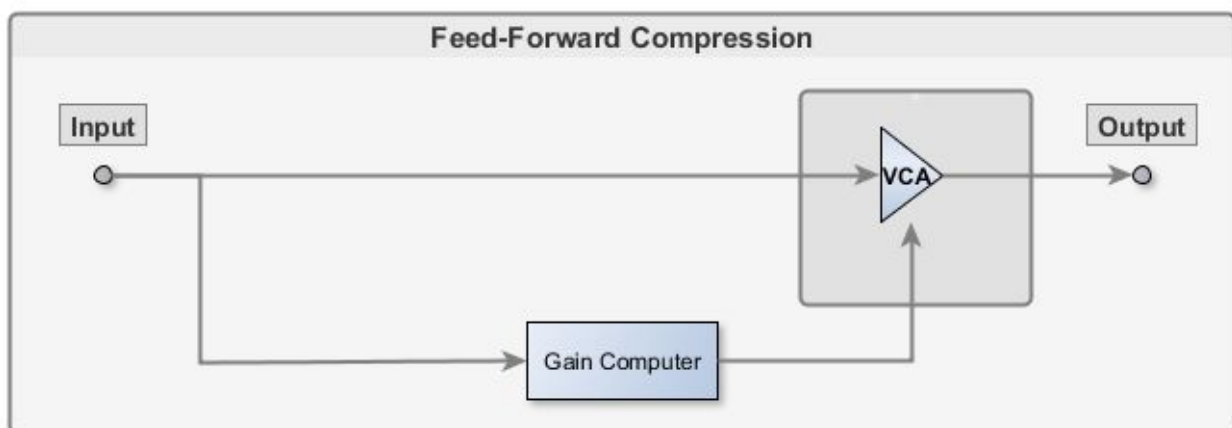 Feed-Forward Compression
Input
Output
VCA
Gain Computer